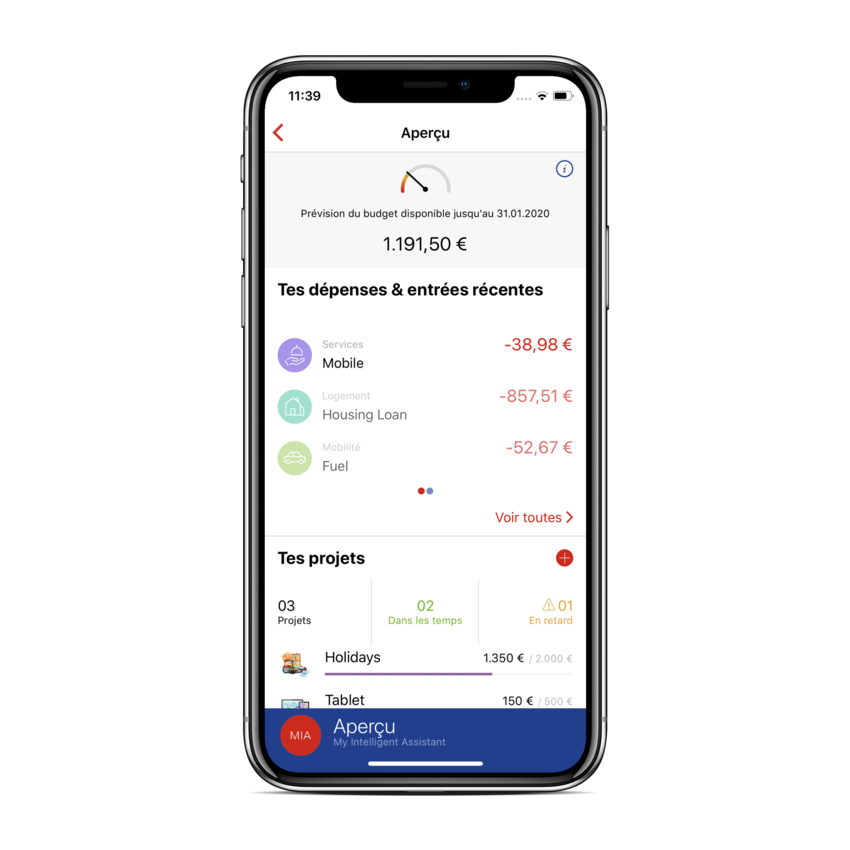 11:39
Aperçu
i
Prévision du budget disponible jusqu'au 31.01.2020
1.191,50 €
Tes dépenses & entrées récentes
Services
Mobile
-38,98 €
Logement
Housing Loan
-857,51 €
Mobilité
Fuel
-52,67 €
Voir toutes
Tes projets
03
Projets
02
Dans les temps
01
En retard
Holidays
1.350 € / 2.000 €
Tablet
150 € / 500 €
MIA
Aperçu
My Intelligent Assistant